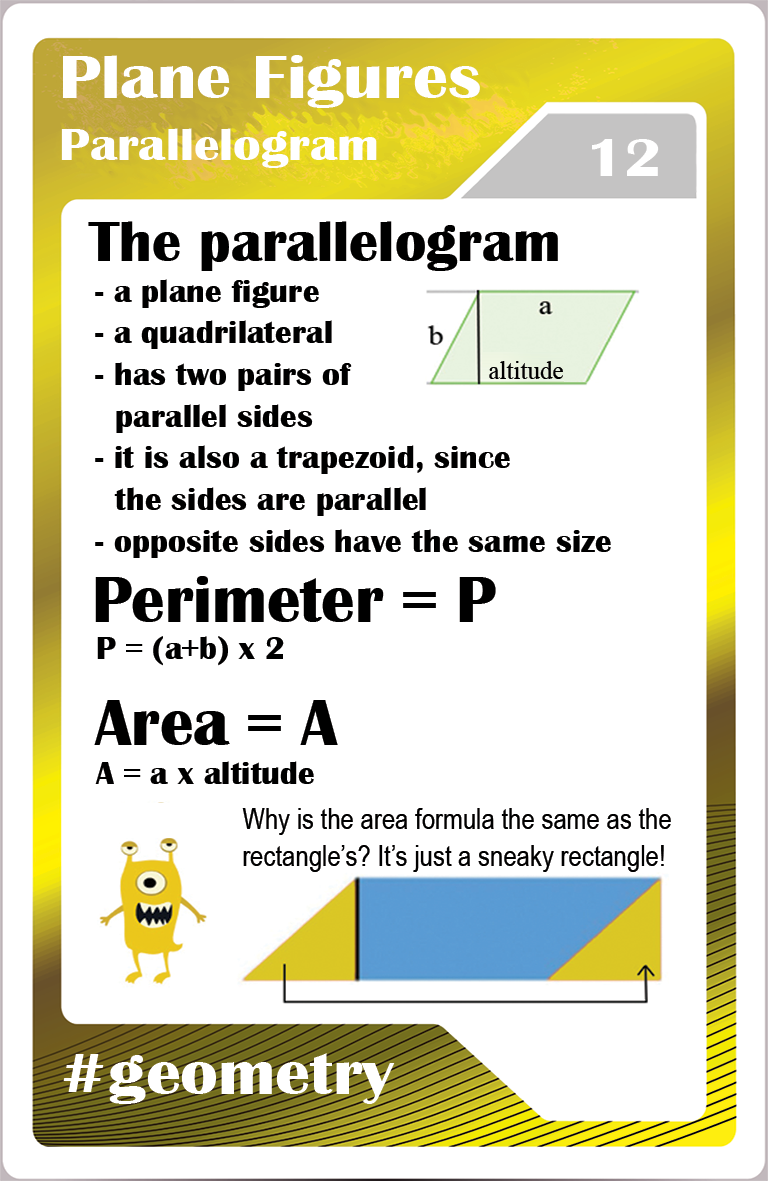 Plane Figures
Parallelogram
12
The parallelogram
- a plane figure
- a quadrilateral
- has two pairs of
parallel sides
- it is also a trapezoid, since
the sides are parallel
- opposite sides have the same size
a
b
altitude
Perimeter = P
P = (a+b) x 2
Area = A
A = a x altitude
Why is the area formula the same as the
rectangle's? It's just a sneaky rectangle!
#geometry